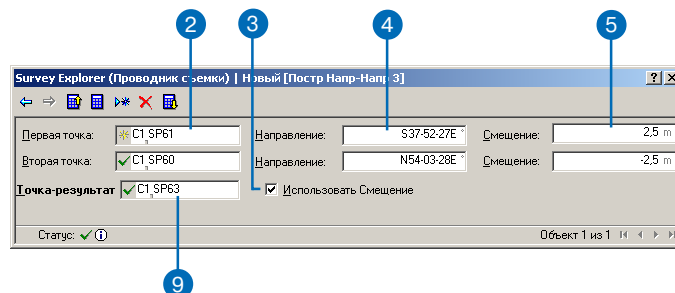 2 3 4 5
Survey Explorer (Проводник съемки) | Новый [Постр Напр-Напр 3]
Первая точка: C1_SP61 Направление: S37-52-27E ° Смещение: 2,5 m
Вторая точка: C1_SP60 Направление: N54-03-28E ° Смещение: -2,5 m
Точка-результат C1_SP63 Использовать Смещение
Статус: Объект 1 из 1
9